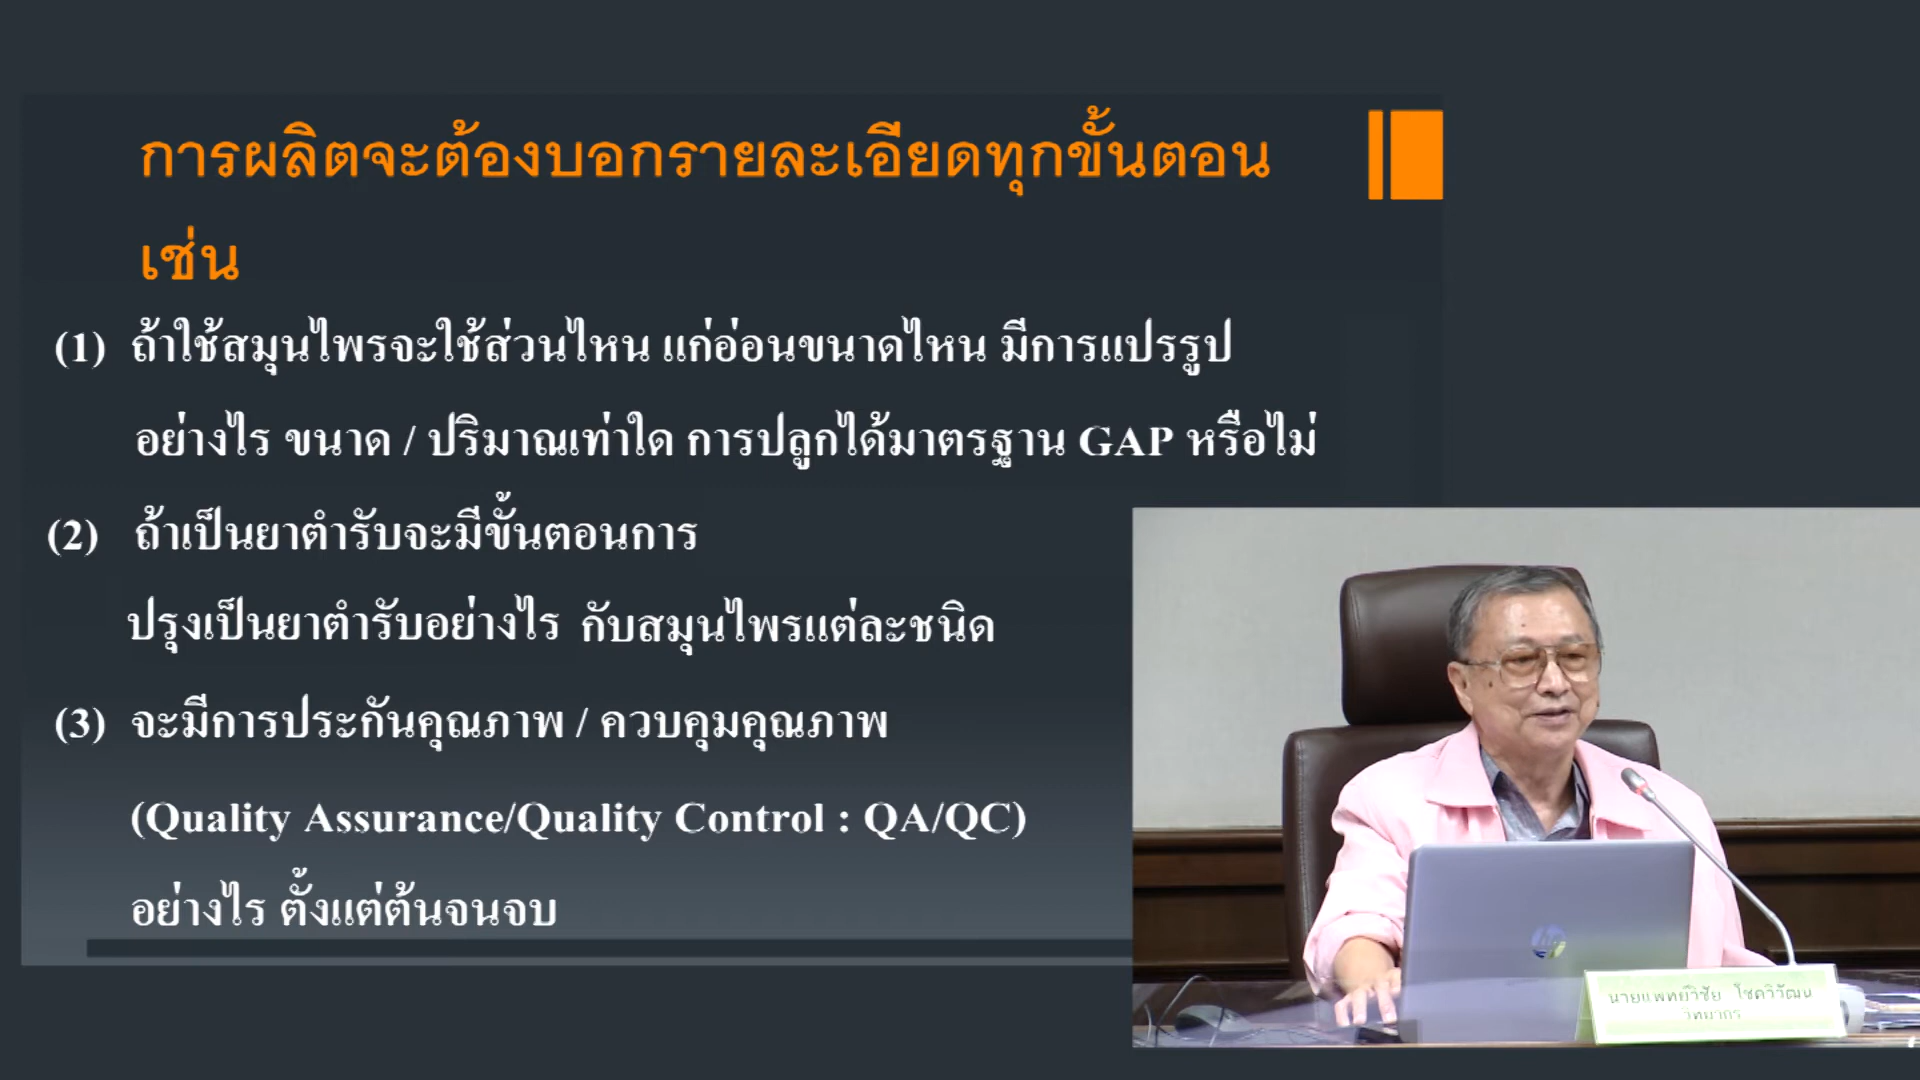 การผลิตจะต้องบอกรายละเอียดทุกขั้นตอน
เช่น
(1) ถ้าใช้สมุนไพรจะใช้ส่วนไหน แก่อ่อนขนาดไหน มีการแปรรูป
อย่างไร ขนาด / ปริมาณเท่าใด การปลูกได้มาตรฐาน GAP หรือไม่
(2) ถ้าเป็นยาตำรับจะมีขั้นตอนการ
ปรุงเป็นยาตำรับอย่างไร กับสมุนไพรแต่ละชนิด
(3) จะมีการประกันคุณภาพ / ควบคุมคุณภาพ
(Quality Assurance/Quality Control : QA/QC)
อย่างไร ตั้งแต่ต้นจนจบ
นายแพทย์วิชัย โชควิวัฒน
วิทยากร